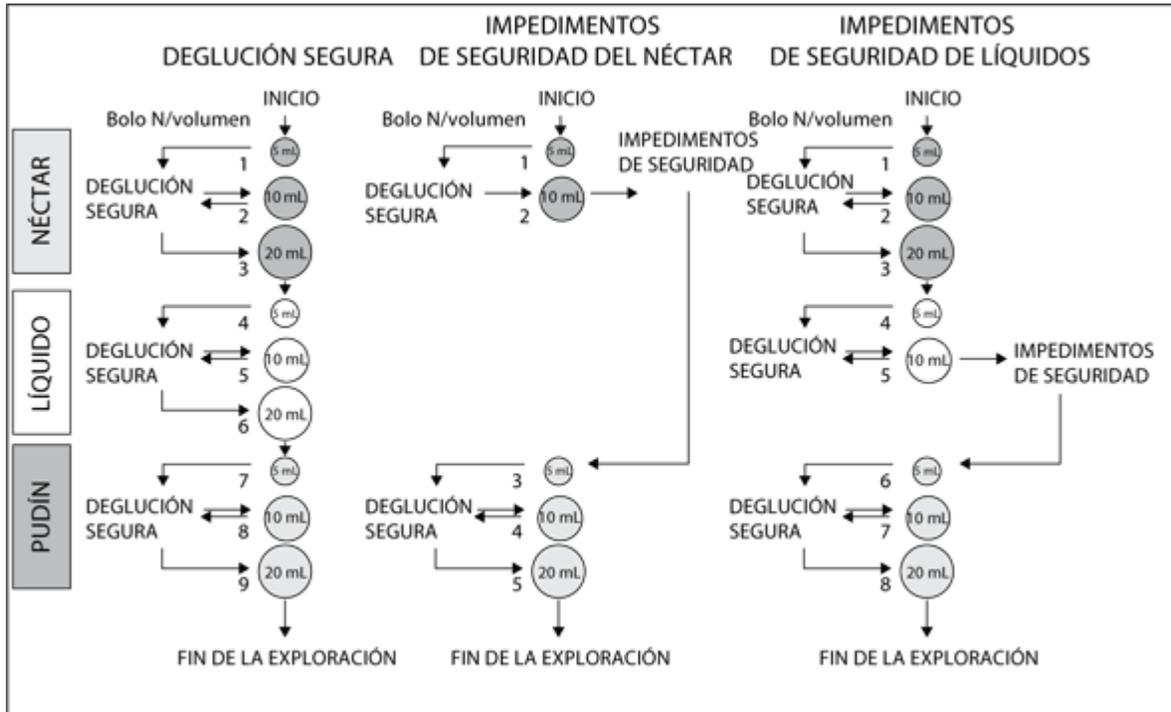 DEGLUCIÓN SEGURA
IMPEDIMENTOS
DE SEGURIDAD DEL NÉCTAR
IMPEDIMENTOS
DE SEGURIDAD DE LÍQUIDOS
NÉCTAR
LÍQUIDO
PUDÍN
INICIO
Bolo N/volumen
5 mL
1
DEGLUCIÓN
SEGURA
10 mL
2
20 mL
3
5 mL
4
DEGLUCIÓN
SEGURA
10 mL
5
20 mL
6
5 mL
7
DEGLUCIÓN
SEGURA
10 mL
8
20 mL
9
FIN DE LA EXPLORACIÓN
INICIO
Bolo N/volumen
5 mL
1
IMPEDIMENTOS
DE SEGURIDAD
DEGLUCIÓN
SEGURA
10 mL
2
5 mL
3
DEGLUCIÓN
SEGURA
10 mL
4
20 mL
5
FIN DE LA EXPLORACIÓN
INICIO
Bolo N/volumen
5 mL
1
DEGLUCIÓN
SEGURA
10 mL
2
20 mL
3
5 mL
4
DEGLUCIÓN
SEGURA
10 mL
5
IMPEDIMENTOS
DE SEGURIDAD
5 mL
6
DEGLUCIÓN
SEGURA
10 mL
7
20 mL
8
FIN DE LA EXPLORACIÓN